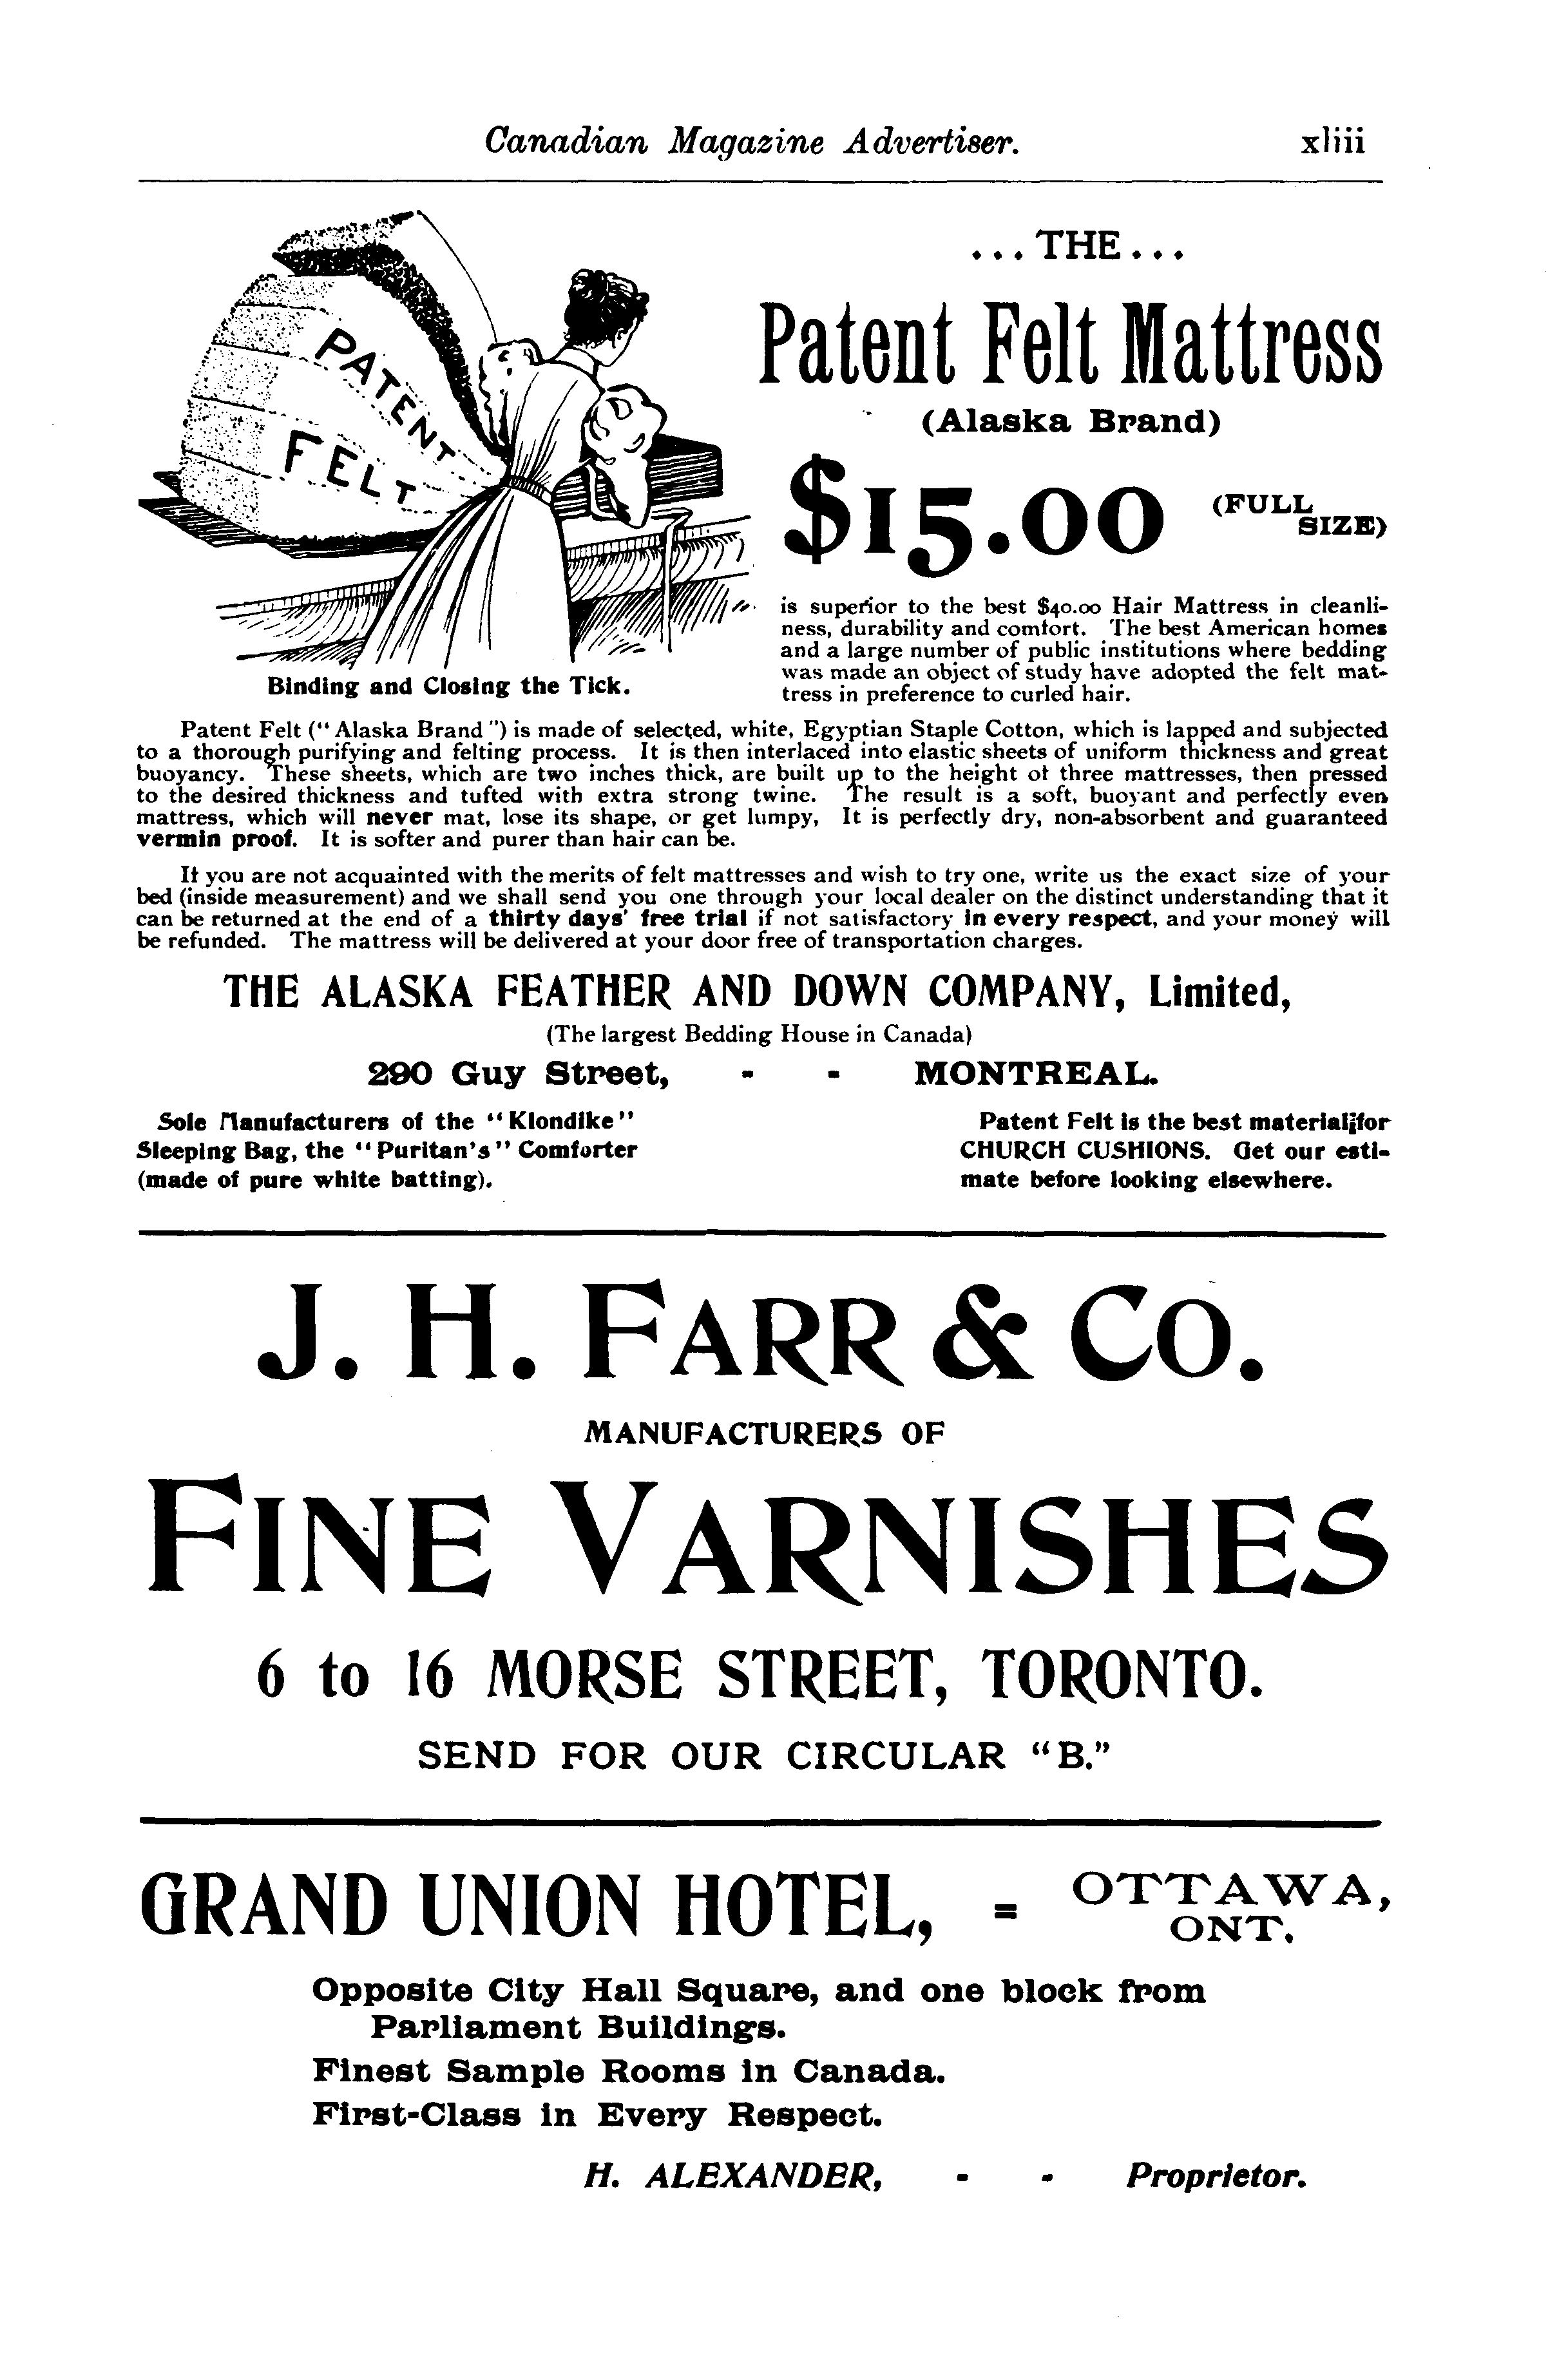 Canadian Magazine Advertiser. xliii
PATENT
FELT
Binding and Closing the Tick.
... THE ...
Patent Felt Mattress
(Alaska Brand)
$15.00 (FULL SIZE)
is superior to the best $40.00 Hair Mattress in cleanli-
ness, durability and comfort. The best American homes
and a large number of public institutions where bedding
was made an object of study have adopted the felt mat-
tress in preference to curled hair.
Patent Felt ("Alaska Brand") is made of selected, white, Egyptian Staple Cotton, which is lapped and subjected
to a thorough purifying and felting process. It is then interlaced into elastic sheets of uniform thickness and great
buoyancy. These sheets, which are two inches thick, are built up to the height of three mattresses, then pressed
to the desired thickness and tufted with extra strong twine. The result is a soft, buoyant and perfectly even
mattress, which will never mat, lose its shape, or get lumpy, It is perfectly dry, non-absorbent and guaranteed
vermin proof. It is softer and purer than hair can be.
If you are not acquainted with the merits of felt mattresses and wish to try one, write us the exact size of your
bed (inside measurement) and we shall send you one through your local dealer on the distinct understanding that it
can be returned at the end of a thirty days' free trial if not satisfactory in every respect, and your money will
be refunded. The mattress will be delivered at your door free of transportation charges.
THE ALASKA FEATHER AND DOWN COMPANY, Limited,
(The largest Bedding House in Canada)
290 Guy Street, - - MONTREAL.
Sole Manufacturers of the "Klondike"
Sleeping Bag, the "Puritan's" Comforter
(made of pure white batting).
Patent Felt is the best material for
CHURCH CUSHIONS. Get our esti-
mate before looking elsewhere.
J. H. FARR & CO.
MANUFACTURERS OF
FINE VARNISHES
6 to 16 MORSE STREET, TORONTO.
SEND FOR OUR CIRCULAR "B."
GRAND UNION HOTEL, = OTTAWA,
ONT.
Opposite City Hall Square, and one block from
Parliament Buildings.
Finest Sample Rooms in Canada.
First-Class in Every Respect.
H. ALEXANDER, - - Proprietor.